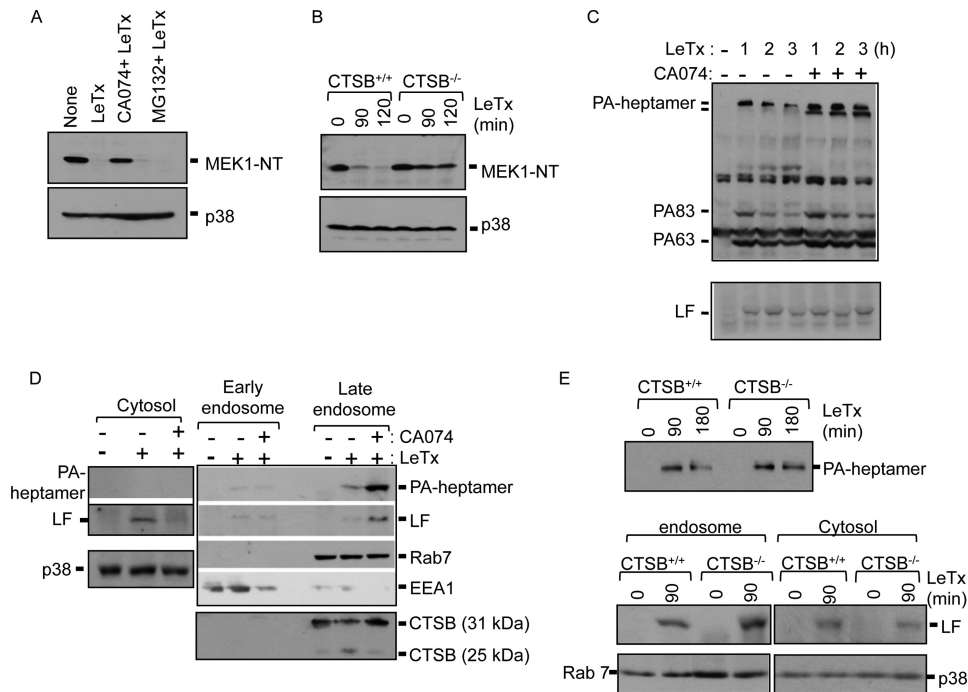 A
None
LeTx
CA074+ LeTx
MG132+ LeTx
MEK1-NT
p38
B
CTSB+/+ CTSB-/-
0 90 120 0 90 120
LeTx
(min)
MEK1-NT
p38
C
LeTx : - 1 2 3 1 2 3 (h)
CA074: - - - - + + +
PA-heptamer
PA83
PA63
LF
D
Cytosol
Early
endosome
Late
endosome
- - + - - + - - + : CA074
- + + - + + - + + : LeTx
PA-
heptamer
LF
p38
PA-heptamer
LF
Rab7
EEA1
CTSB (31 kDa)
CTSB (25 kDa)
E
CTSB+/+ CTSB-/-
0 90 180 0 90 180
LeTx
(min)
PA-heptamer
endosome Cytosol
CTSB+/+ CTSB-/- CTSB+/+ CTSB-/-
0 90 0 90 0 90 0 90
LeTx
(min)
LF
Rab 7
p38